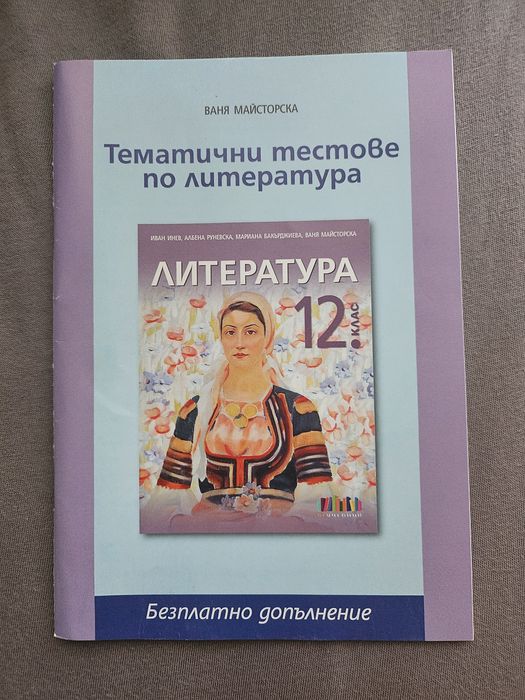 ВАНЯ МАЙСТОРСКА
Тематични тестове
по литература
ИВАН ИНЕВ, АЛБЕНА РУНЕВСКА, МАРИАНА БАКЪРДЖИЕВА, ВАНЯ МАЙСТОРСКА
ЛИТЕРАТУРА
12. КЛАС
Безплатно допълнение